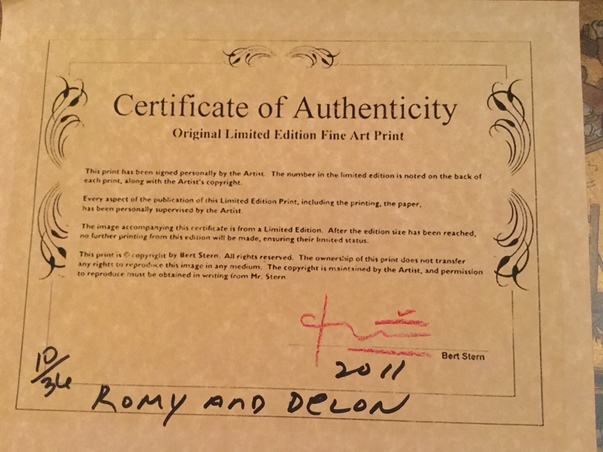 Certificate of Authenticity
Original Limited Edition Fine Art Print
This print has been signed personally by the Artist. The number in the limited edition is noted on the back of
each print, along with the Artist's copyright.
Every aspect of the publication of this Limited Edition Print, including the printing, the paper,
has been personally supervised by the Artist.
The image accompanying this certificate is from a Limited Edition. After the edition size has been reached,
no further printing from this edition will be made, ensuring their limited status.
This print is © copyright by Bert Stern. All rights reserved. The ownership of this print does not transfer
any rights to reproduce this image in any medium. The copyright is maintained by the Artist, and permission
to reproduce must be obtained in writing from Mr. Stern.
Bert Stern
2011
10/36
ROMY AND DELON